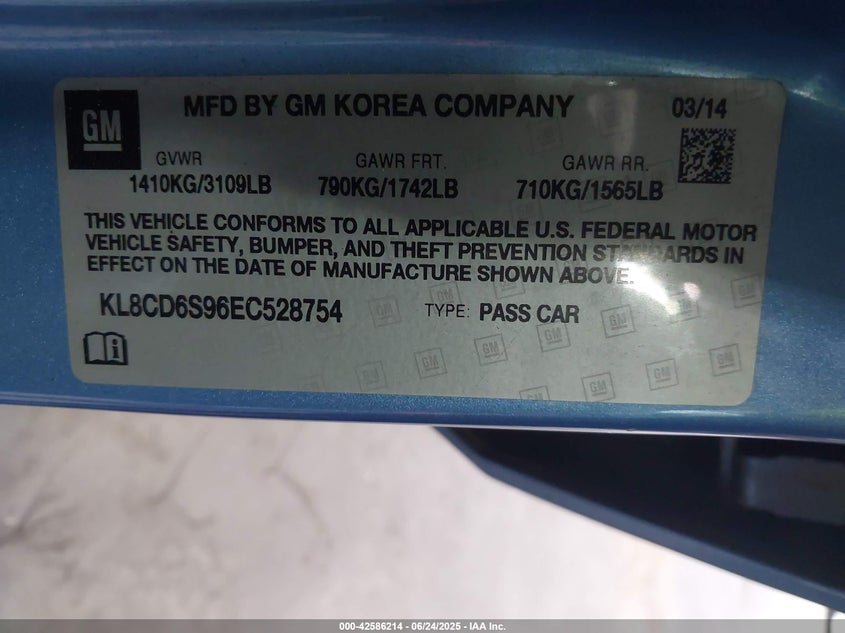 GM
MFD BY GM KOREA COMPANY 03/14
GVWR GAWR FRT. GAWR RR.
1410KG/3109LB 790KG/1742LB 710KG/1565LB
THIS VEHICLE CONFORMS TO ALL APPLICABLE U.S. FEDERAL MOTOR
VEHICLE SAFETY, BUMPER, AND THEFT PREVENTION STANDARDS IN
EFFECT ON THE DATE OF MANUFACTURE SHOWN ABOVE.
KL8CD6S96EC528754 TYPE: PASS CAR
000-42586214 - 06/24/2025 - IAA Inc.